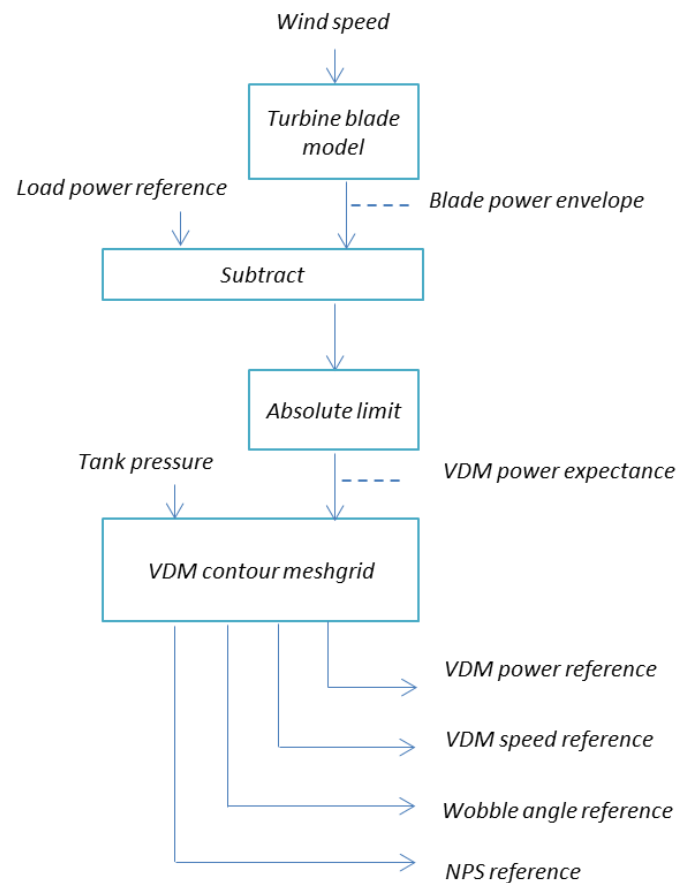 Wind speed
Turbine blade
model
Load power reference
Blade power envelope
Subtract
Absolute limit
Tank pressure
VDM power expectance
VDM contour meshgrid
VDM power reference
VDM speed reference
Wobble angle reference
NPS reference